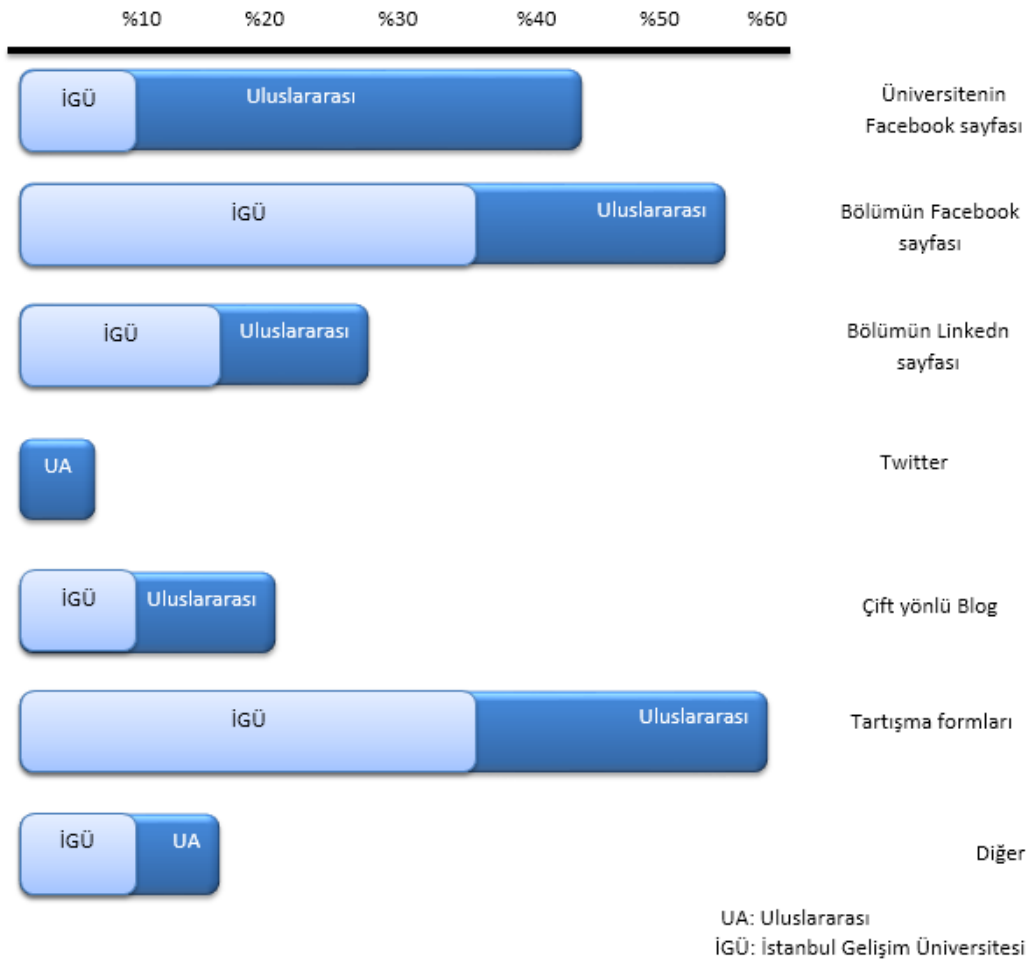 %10 %20 %30 %40 %50 %60
İGÜ Uluslararası Üniversitenin
Facebook sayfası
İGÜ Uluslararası Bölümün Facebook
sayfası
İGÜ Uluslararası Bölümün Linkedn
sayfası
UA Twitter
İGÜ Uluslararası Çift yönlü Blog
İGÜ Uluslararası Tartışma formları
İGÜ UA Diğer
UA: Uluslararası
İGÜ: İstanbul Gelişim Üniversitesi